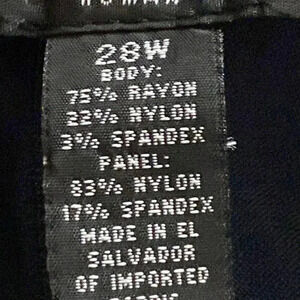 28W
BODY:
75% RAYON
22% NYLON
3% SPANDEX
PANEL:
83% NYLON
17% SPANDEX
MADE IN EL
SALVADOR
OF IMPORTED